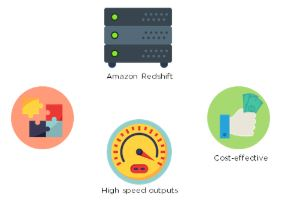 Amazon Redshift
Cost-effective
High speed outputs